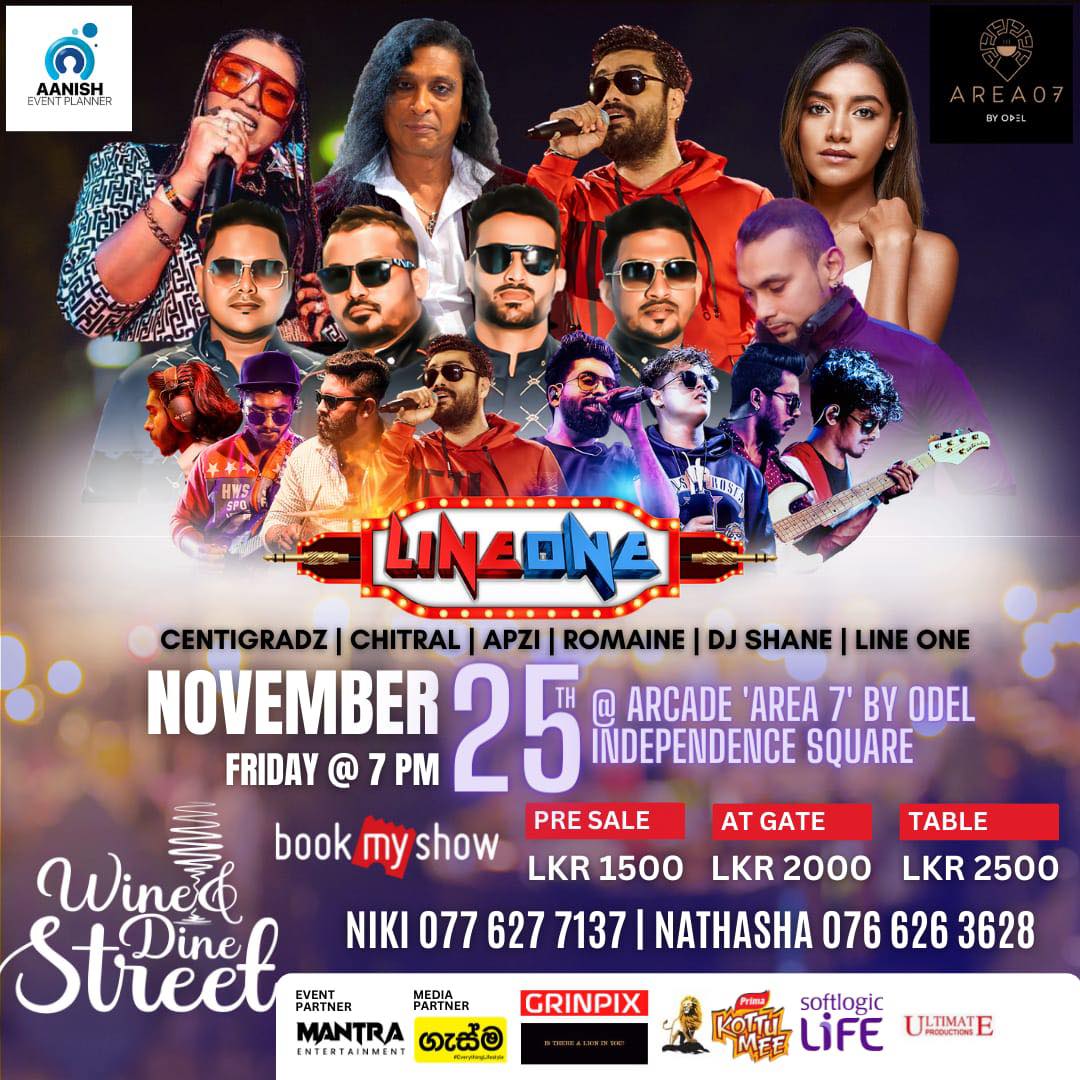 AANISH
EVENT PLANNER
AREA07
BY ODEL
HWS
SPO
LINEONE
CENTIGRADZ | CHITRAL | APZI | ROMAINE | DJ SHANE | LINE ONE
NOVEMBER 25TH
FRIDAY @ 7 PM
@ ARCADE 'AREA 7' BY ODEL
INDEPENDENCE SQUARE
Wine &
Dine
Street
book my show
PRE SALE
LKR 1500
AT GATE
LKR 2000
TABLE
LKR 2500
NIKI 077 627 7137 | NATHASHA 076 626 3628
EVENT
PARTNER
MANTRA
ENTERTAINMENT
MEDIA
PARTNER
ගැස්ම
#EverythingLifestyle
GRINPIX
IS THERE A LION IN YOU?
Prima
KOTTU
MEE
softlogic
LiFE
ULTIMATE
PRODUCTIONS